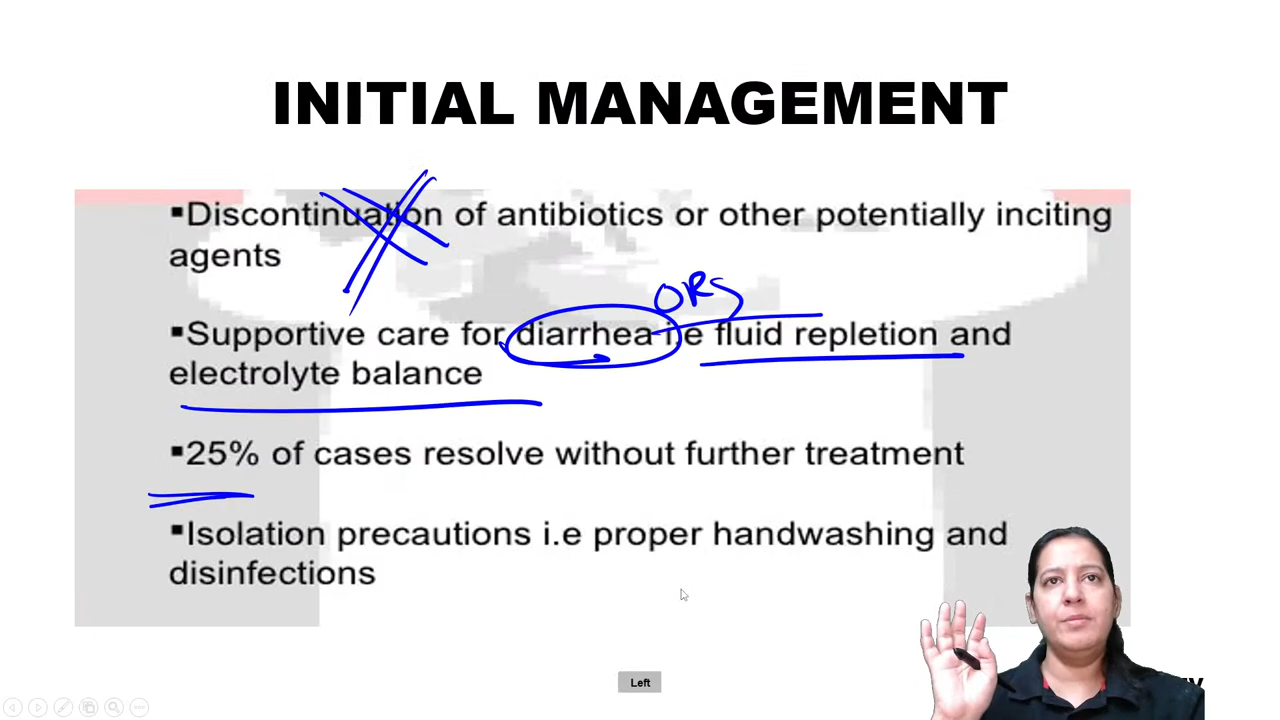 INITIAL MANAGEMENT
▪Discontinuation of antibiotics or other potentially inciting
agents
ORS
▪Supportive care for diarrhea i.e fluid repletion and
electrolyte balance
▪25% of cases resolve without further treatment
▪Isolation precautions i.e proper handwashing and
disinfections
Left